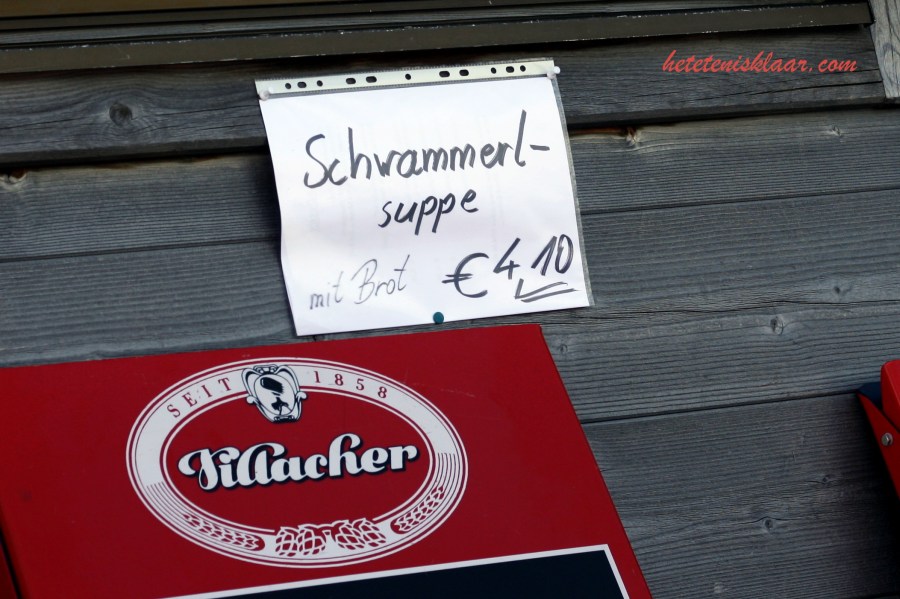 hetetenisklaar.com
Schwammerl-
suppe
mit Brot € 4,10
SEIT 1858
Villacher